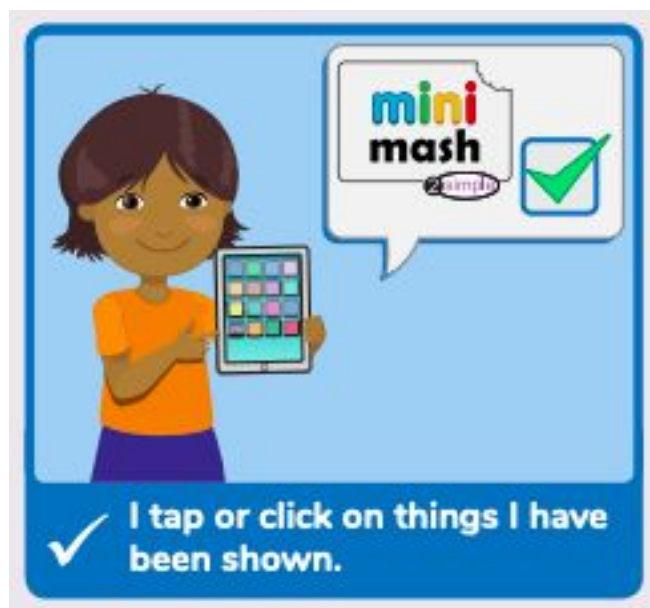 mini
mash
2simple
I tap or click on things I have
been shown.